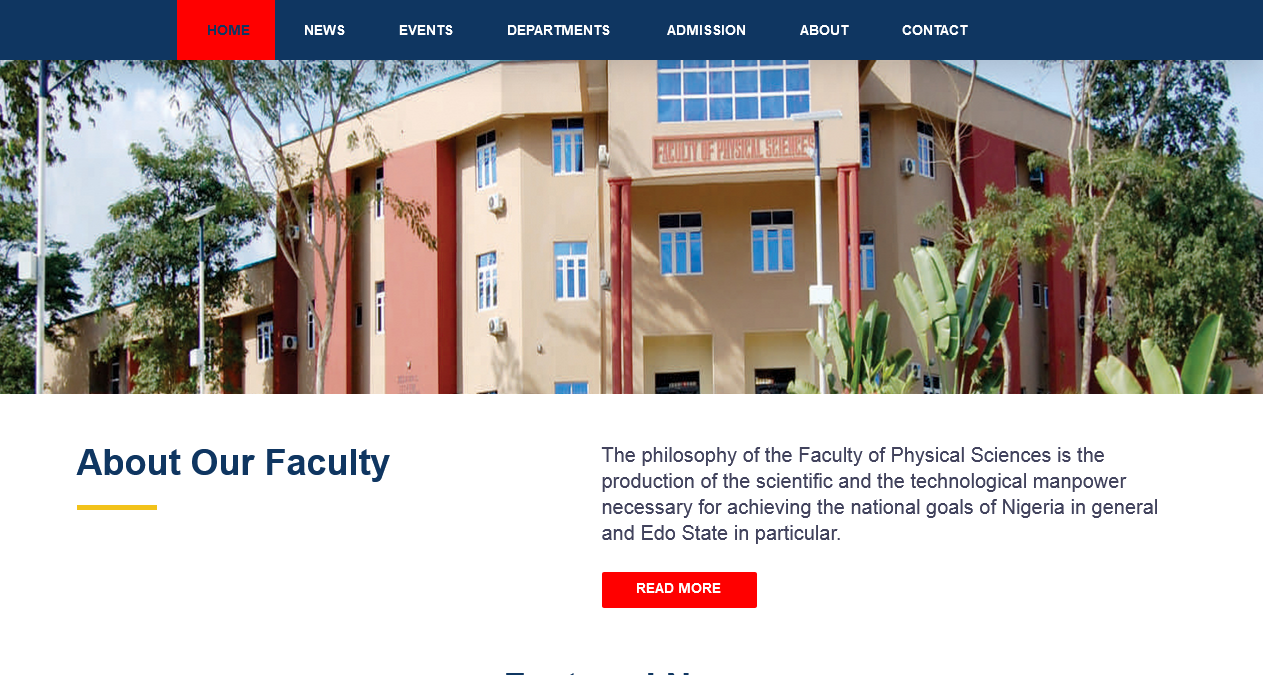 HOME NEWS EVENTS DEPARTMENTS ADMISSION ABOUT CONTACT
FACULTY OF PHYSICAL SCIENCES
About Our Faculty
The philosophy of the Faculty of Physical Sciences is the
production of the scientific and the technological manpower
necessary for achieving the national goals of Nigeria in general
and Edo State in particular.
READ MORE